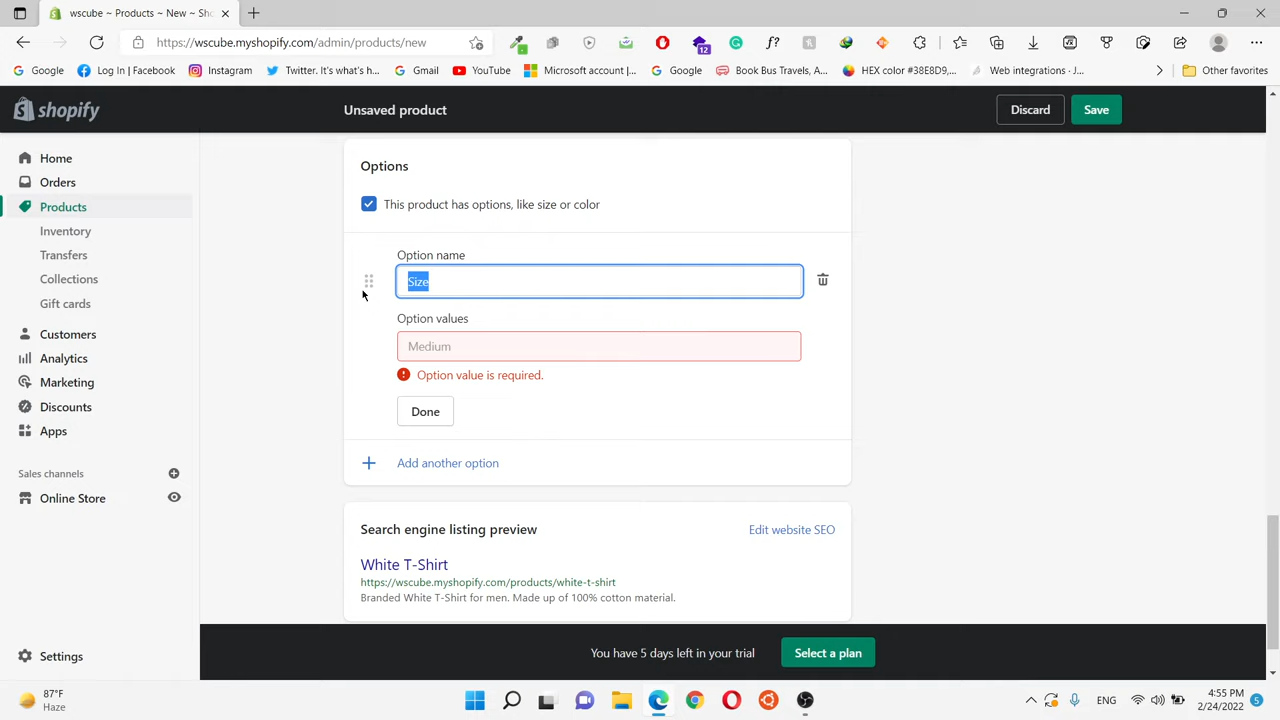 wscube ~ Products ~ New ~ Sho
https://wscube.myshopify.com/admin/products/new
12
f?
Google
Log In | Facebook
Instagram
Twitter. It's what's h...
Gmail
YouTube
Microsoft account |...
Google
Book Bus Travels, A...
HEX color #38E8D9,...
Web integrations · J...
Other favorites
shopify
Unsaved product
Discard
Save
Home
Orders
Products
Inventory
Transfers
Collections
Gift cards
Customers
Analytics
Marketing
Discounts
Apps
Sales channels
Online Store
Settings
Options
This product has options, like size or color
Option name
Size
Option values
Medium
Option value is required.
Done
Add another option
Search engine listing preview
Edit website SEO
White T-Shirt
https://wscube.myshopify.com/products/white-t-shirt
Branded White T-Shirt for men. Made up of 100% cotton material.
You have 5 days left in your trial
Select a plan
87°F
Haze
ENG
4:55 PM
2/24/2022
5